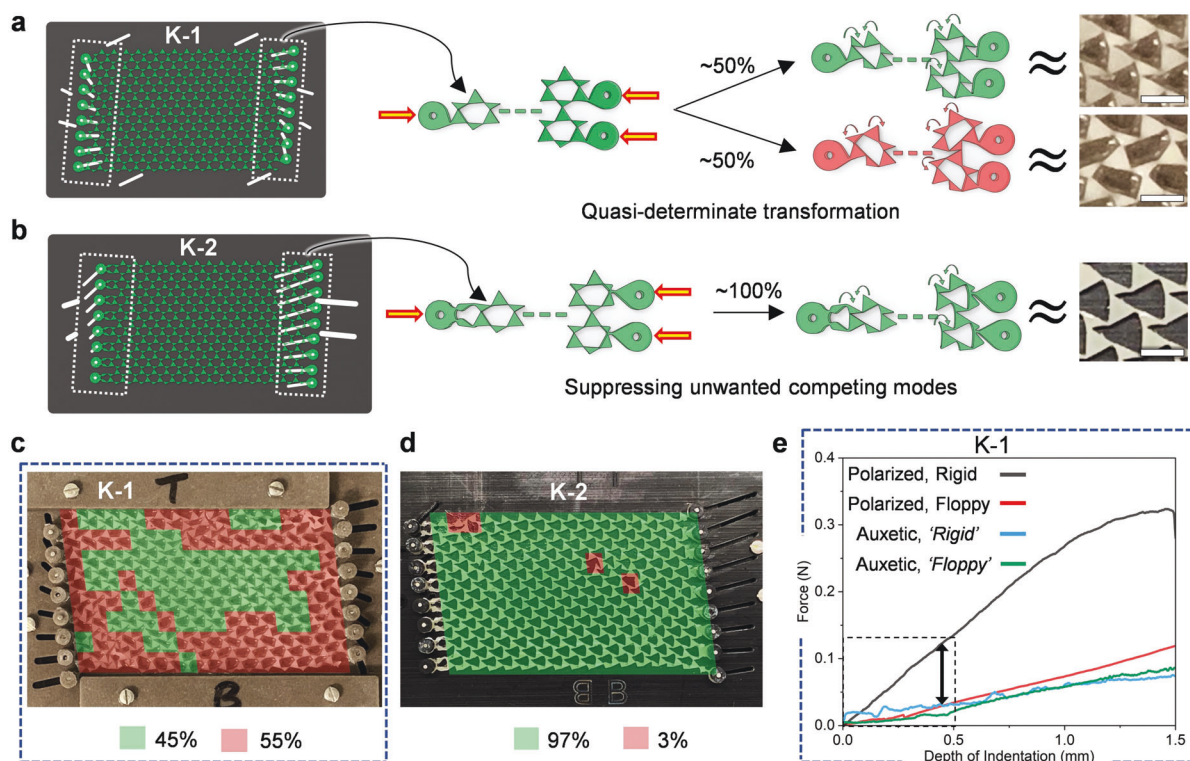 a
K-1
~50%
~50%
Quasi-determinate transformation
b
K-2
~100%
Suppressing unwanted competing modes
c
K-1
T
B
45%
55%
d
K-2
B B
97%
3%
e
K-1
Polarized, Rigid
Polarized, Floppy
Auxetic, 'Rigid'
Auxetic, 'Floppy'
Force (N)
0.4
0.3
0.2
0.1
0.0
0.0
0.5
1.0
1.5
Depth of Indentation (mm)